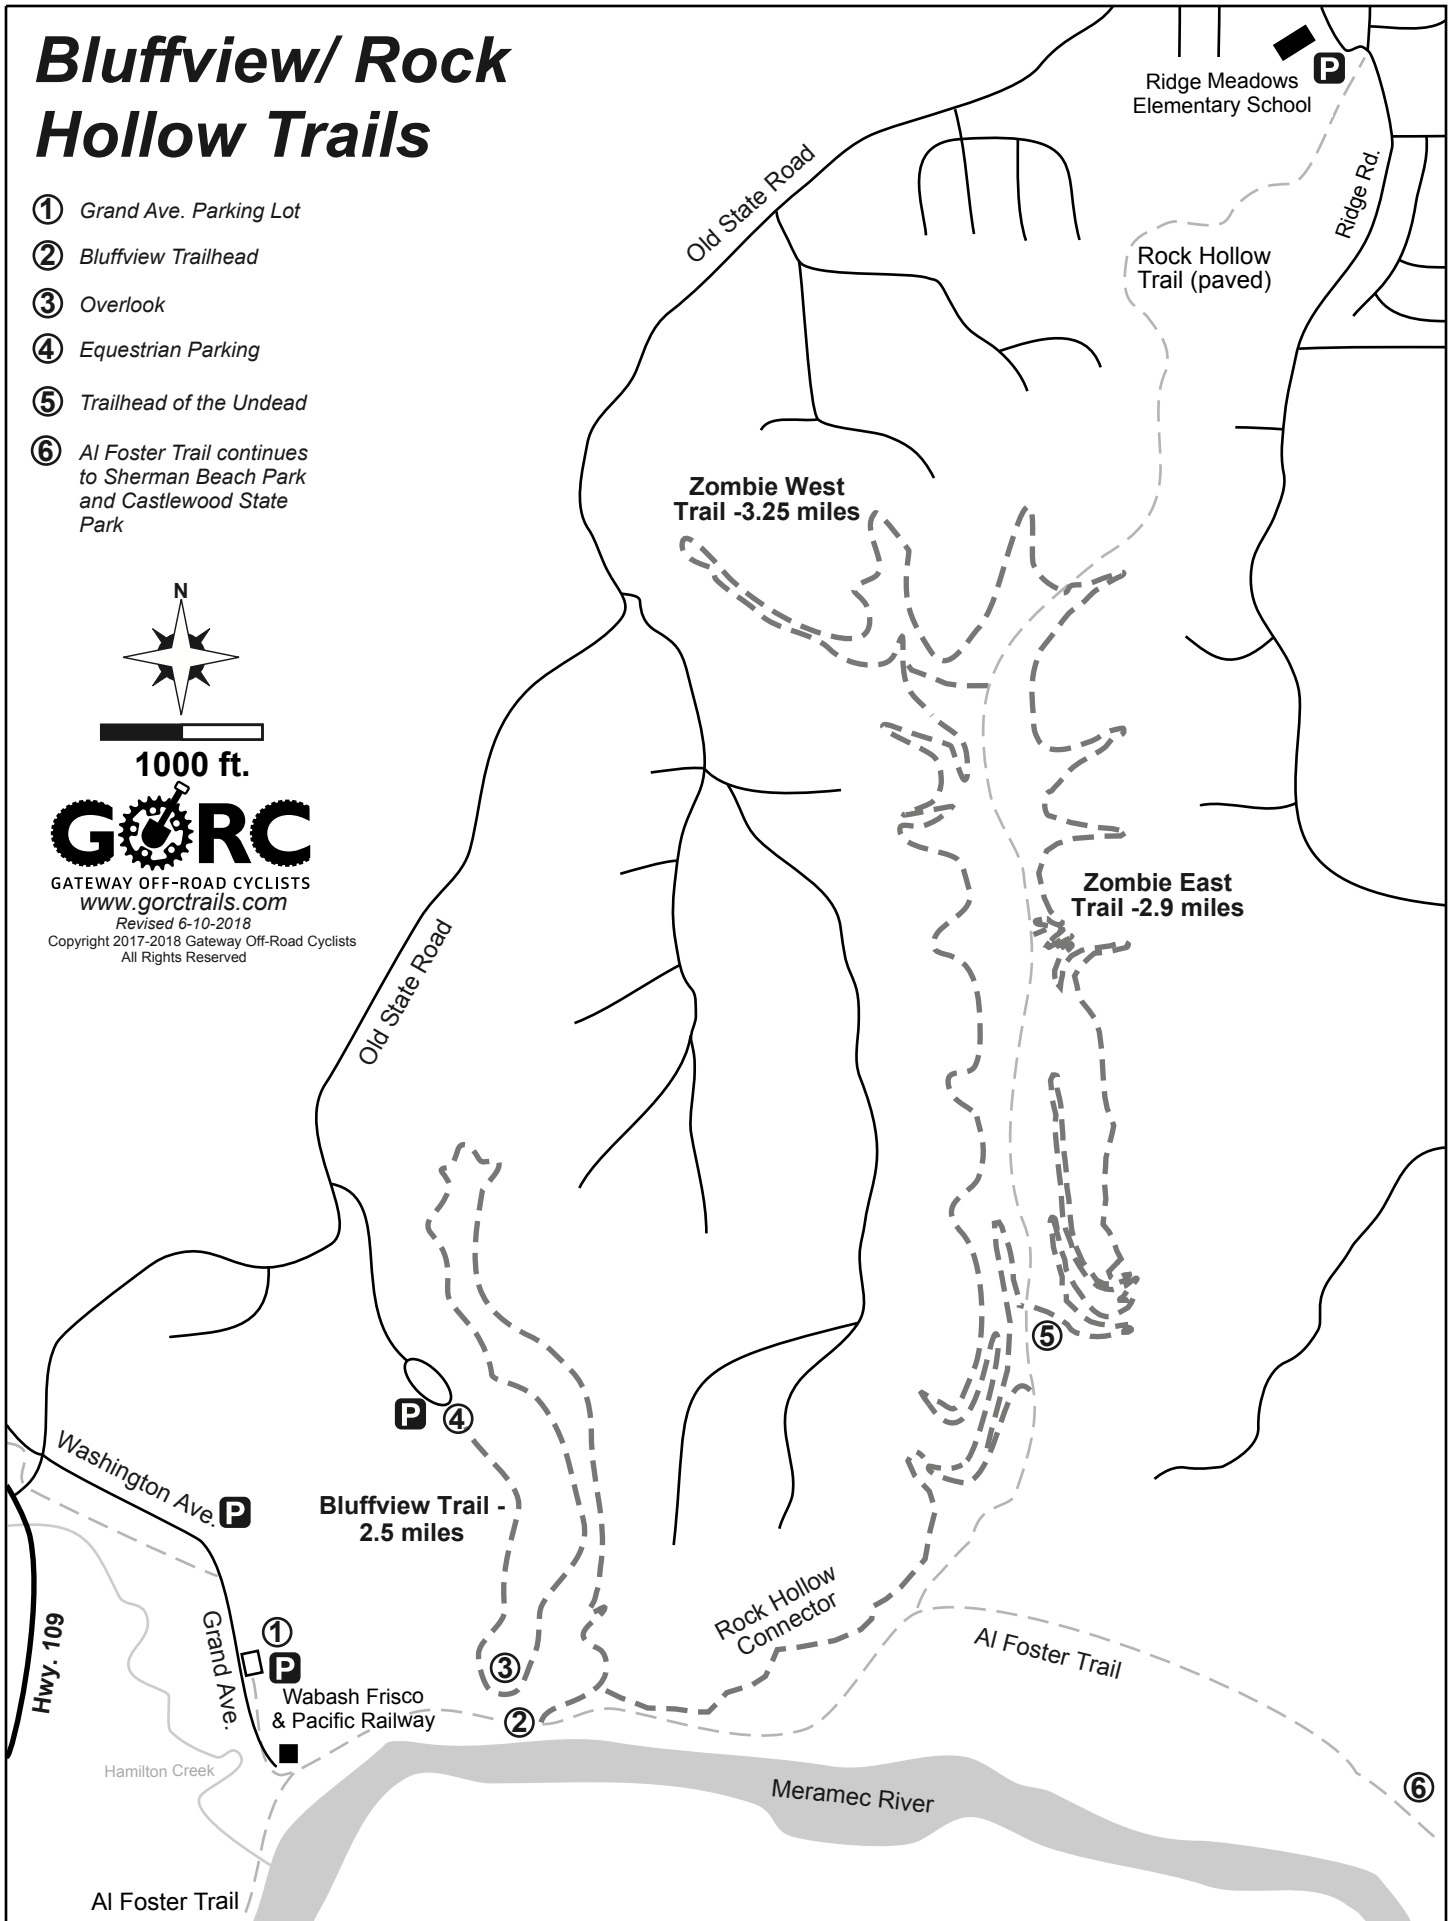 Bluffview/ Rock
Hollow Trails
1 Grand Ave. Parking Lot
2 Bluffview Trailhead
3 Overlook
4 Equestrian Parking
5 Trailhead of the Undead
6 Al Foster Trail continues
to Sherman Beach Park
and Castlewood State
Park
N
1000 ft.
GORC
GATEWAY OFF-ROAD CYCLISTS
www.gorctrails.com
Revised 6-10-2018
Copyright 2017-2018 Gateway Off-Road Cyclists
All Rights Reserved
P
Ridge Meadows
Elementary School
Old State Road
Ridge Rd.
Rock Hollow
Trail (paved)
Zombie West
Trail -3.25 miles
Zombie East
Trail -2.9 miles
Old State Road
5
P
4
Washington Ave.
P
Bluffview Trail -
2.5 miles
Rock Hollow
Connector
Hwy. 109
Grand Ave.
1
P
3
Al Foster Trail
Wabash Frisco
& Pacific Railway
2
Hamilton Creek
Meramec River
6
Al Foster Trail